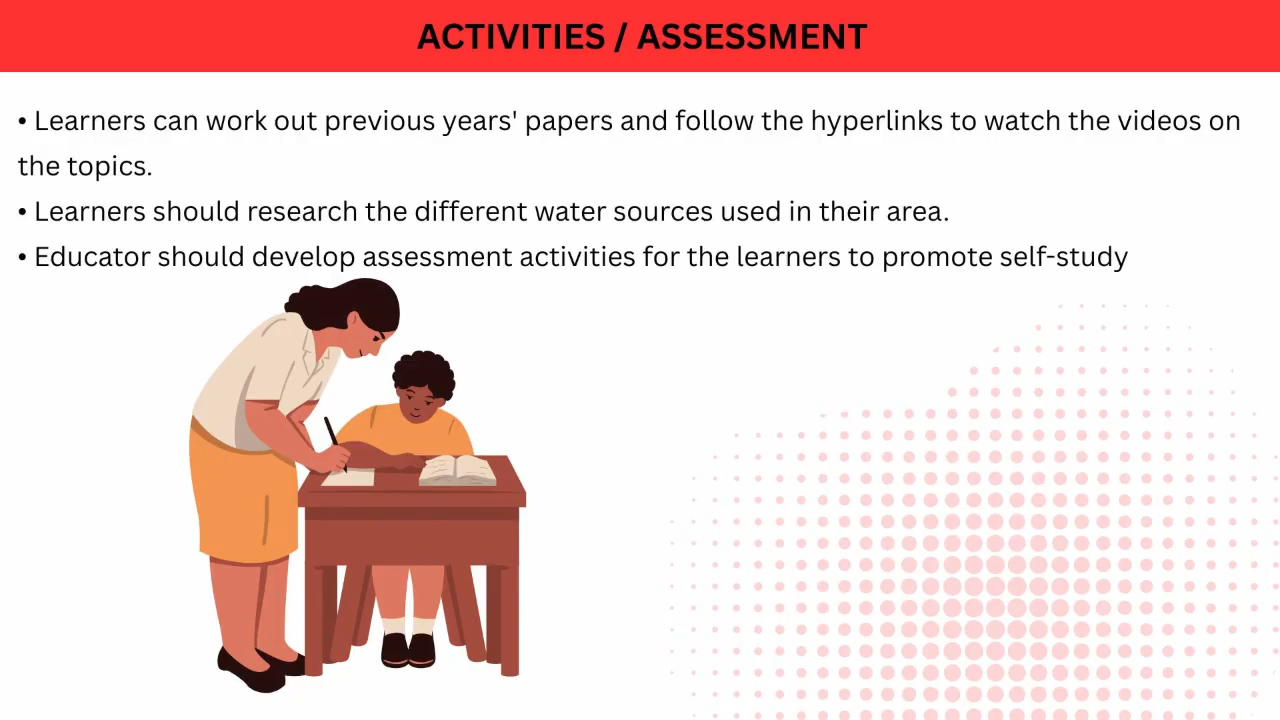 ACTIVITIES / ASSESSMENT
• Learners can work out previous years' papers and follow the hyperlinks to watch the videos on
the topics.
• Learners should research the different water sources used in their area.
• Educator should develop assessment activities for the learners to promote self-study